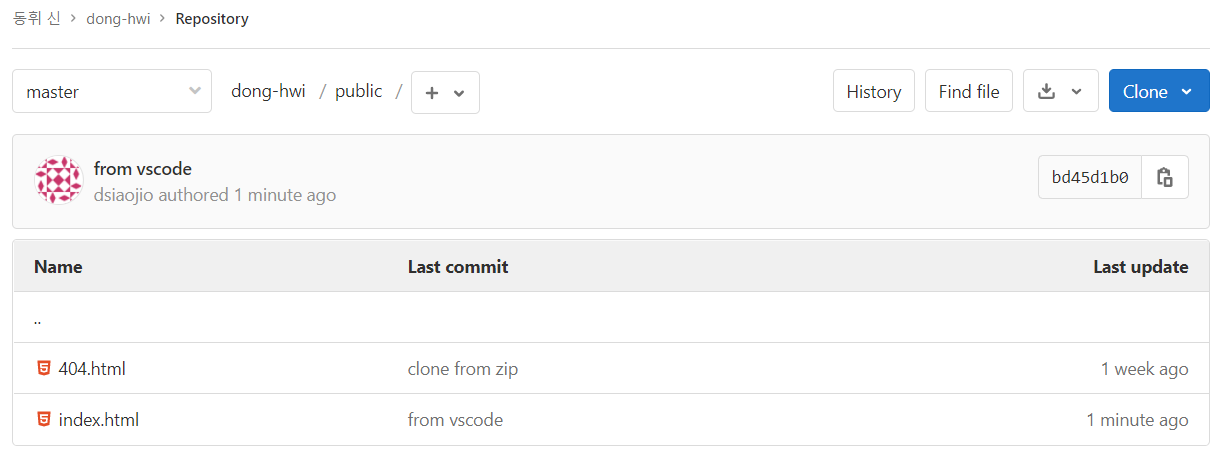 동휘 신 > dong-hwi > Repository
master dong-hwi / public / + History Find file Clone
from vscode
dsiaojio authored 1 minute ago bd45d1b0
Name Last commit Last update
..
404.html clone from zip 1 week ago
index.html from vscode 1 minute ago